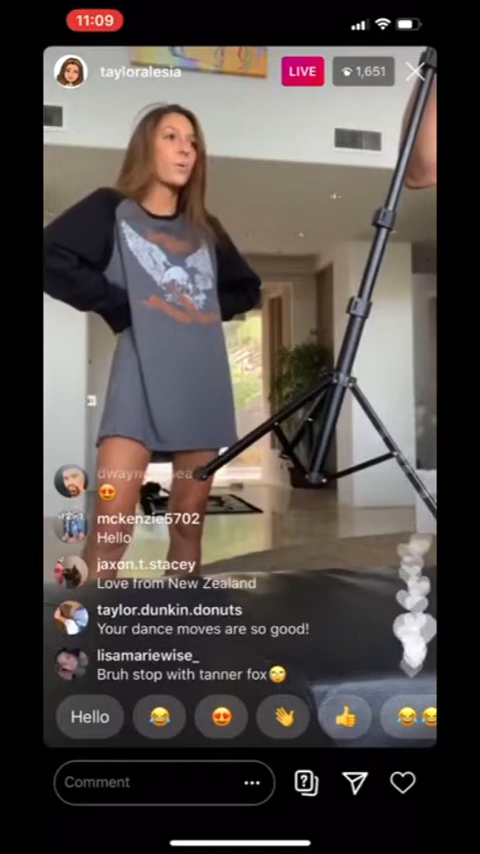 11:09
tayloralesia
LIVE 1,651
mckenzie5702
Hello
jaxon.t.stacey
Love from New Zealand
taylor.dunkin.donuts
Your dance moves are so good!
lisamariewise_
Bruh stop with tanner fox🙄
Hello
Comment